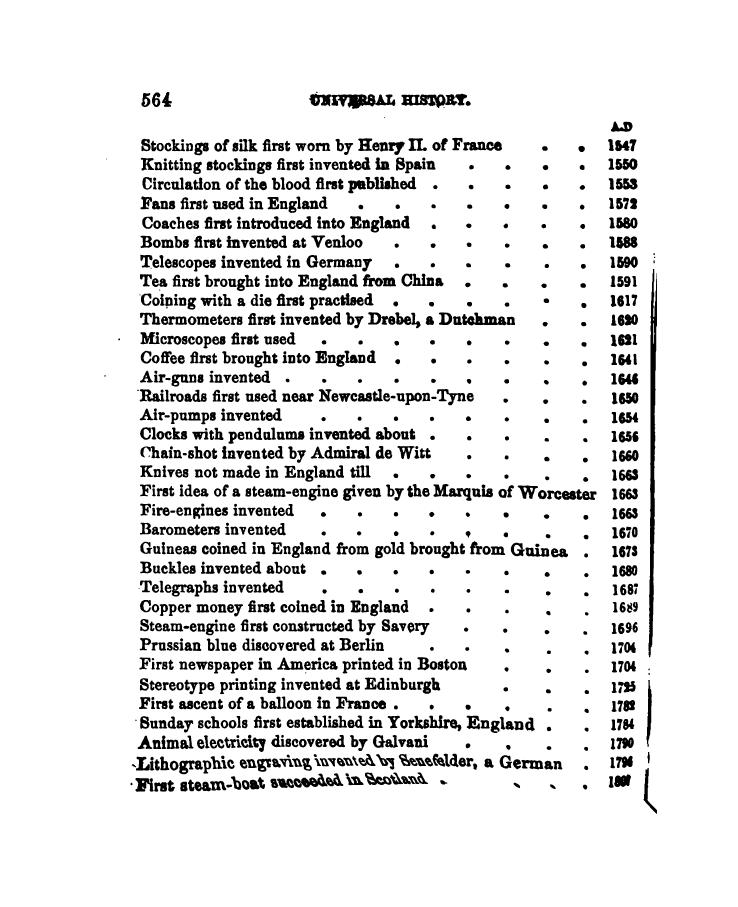 564 UNIVERSAL HISTORY.
A.D
Stockings of silk first worn by Henry II. of France . . 1547
Knitting stockings first invented in Spain . . . . 1550
Circulation of the blood first published . . . . . 1553
Fans first used in England . . . . . . . 1572
Coaches first introduced into England . . . . . 1580
Bombs first invented at Venloo . . . . . . 1588
Telescopes invented in Germany . . . . . . 1590
Tea first brought into England from China . . . . 1591
Coining with a die first practised . . . . . . 1617
Thermometers first invented by Drebel, a Dutchman . . 1620
Microscopes first used . . . . . . . . 1621
Coffee first brought into England . . . . . . 1641
Air-guns invented . . . . . . . . . 1646
Railroads first used near Newcastle-upon-Tyne . . . 1650
Air-pumps invented . . . . . . . . 1654
Clocks with pendulums invented about . . . . . 1656
Chain-shot invented by Admiral de Witt . . . . 1660
Knives not made in England till . . . . . . 1663
First idea of a steam-engine given by the Marquis of Worcester 1663
Fire-engines invented . . . . . . . . 1663
Barometers invented . . . . . . . . 1670
Guineas coined in England from gold brought from Guinea . 1673
Buckles invented about . . . . . . . . 1680
Telegraphs invented . . . . . . . . 1687
Copper money first coined in England . . . . . 1689
Steam-engine first constructed by Savery . . . . 1696
Prussian blue discovered at Berlin . . . . . 1704
First newspaper in America printed in Boston . . . 1704
Stereotype printing invented at Edinburgh . . . 1725
First ascent of a balloon in France . . . . . . 1782
Sunday schools first established in Yorkshire, England . . 1784
Animal electricity discovered by Galvani . . . . 1790
Lithographic engraving invented by Senefelder, a German . 1796
First steam-boat succeeded in Scotland . . . .